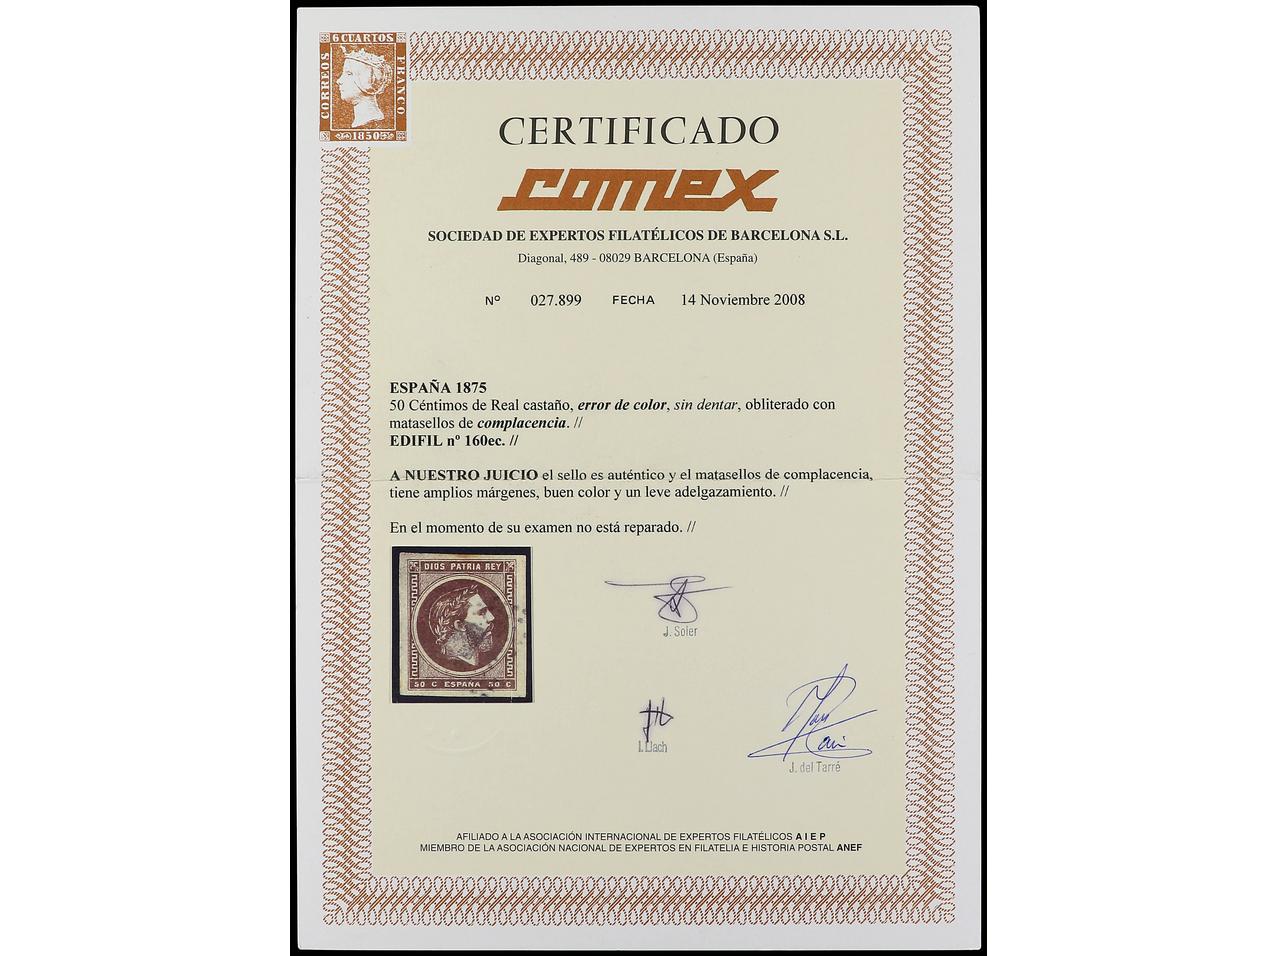 6 CUARTOS
CORREOS
FRANCO
1850
CERTIFICADO
comex
SOCIEDAD DE EXPERTOS FILATÉLICOS DE BARCELONA S.L.
Diagonal, 489 - 08029 BARCELONA (España)
Nº 027.899 FECHA 14 Noviembre 2008
ESPAÑA 1875
50 Céntimos de Real castaño, error de color, sin dentar, obliterado con
matasellos de complacencia. //
EDIFIL nº 160ec. //
A NUESTRO JUICIO el sello es auténtico y el matasellos de complacencia,
tiene amplios márgenes, buen color y un leve adelgazamiento. //
En el momento de su examen no está reparado. //
DIOS PATRIA REY
50 C ESPAÑA 50 C
J. Soler
I. Llach
J. del Tarré
AFILIADO A LA ASOCIACIÓN INTERNACIONAL DE EXPERTOS FILATÉLICOS A I E P
MIEMBRO DE LA ASOCIACIÓN NACIONAL DE EXPERTOS EN FILATELIA E HISTORIA POSTAL ANEF